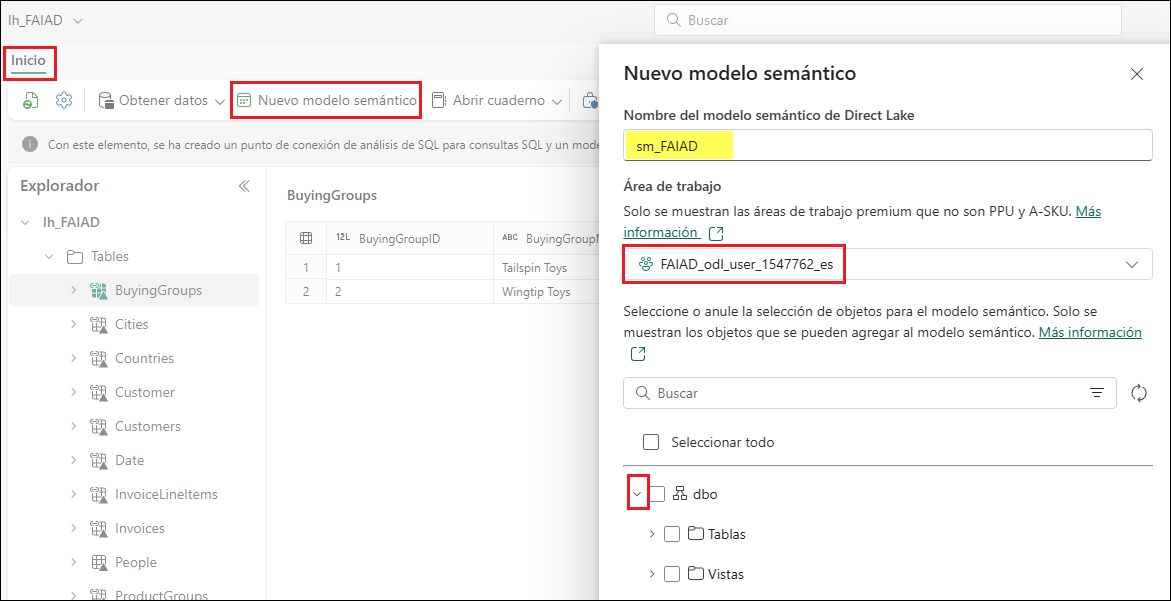 lh_FAIAD
Buscar
Inicio
Obtener datos
Nuevo modelo semántico
Abrir cuaderno
Con este elemento, se ha creado un punto de conexión de análisis de SQL para consultas SQL y un mode
Explorador
lh_FAIAD
Tables
BuyingGroups
Cities
Countries
Customer
Customers
Date
InvoiceLineItems
Invoices
People
ProductGroups
BuyingGroups
12L BuyingGroupID
ABC BuyingGroupN
1 1 Tailspin Toys
2 2 Wingtip Toys
Nuevo modelo semántico
Nombre del modelo semántico de Direct Lake
sm_FAIAD
Área de trabajo
Solo se muestran las áreas de trabajo premium que no son PPU y A-SKU. Más
información
FAIAD_odl_user_1547762_es
Seleccione o anule la selección de objetos para el modelo semántico. Solo se
muestran los objetos que se pueden agregar al modelo semántico. Más información
Buscar
Seleccionar todo
dbo
Tablas
Vistas